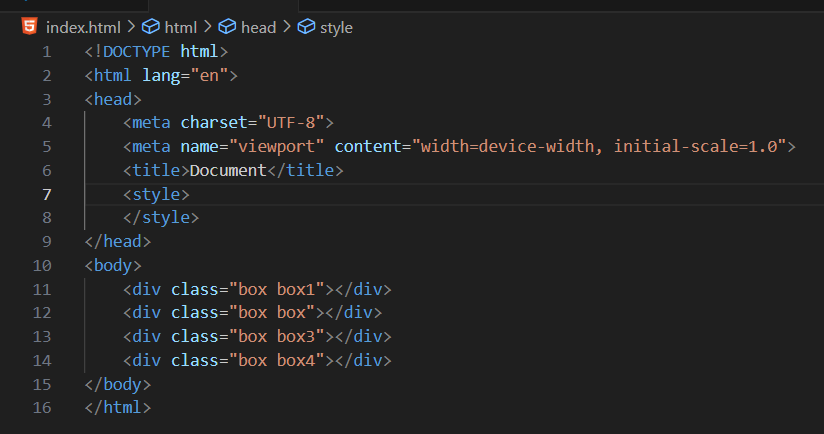 index.html > html > head > style
1 <!DOCTYPE html>
2 <html lang="en">
3 <head>
4     <meta charset="UTF-8">
5     <meta name="viewport" content="width=device-width, initial-scale=1.0">
6     <title>Document</title>
7     <style>
8     </style>
9 </head>
10 <body>
11     <div class="box box1"></div>
12     <div class="box box"></div>
13     <div class="box box3"></div>
14     <div class="box box4"></div>
15 </body>
16 </html>